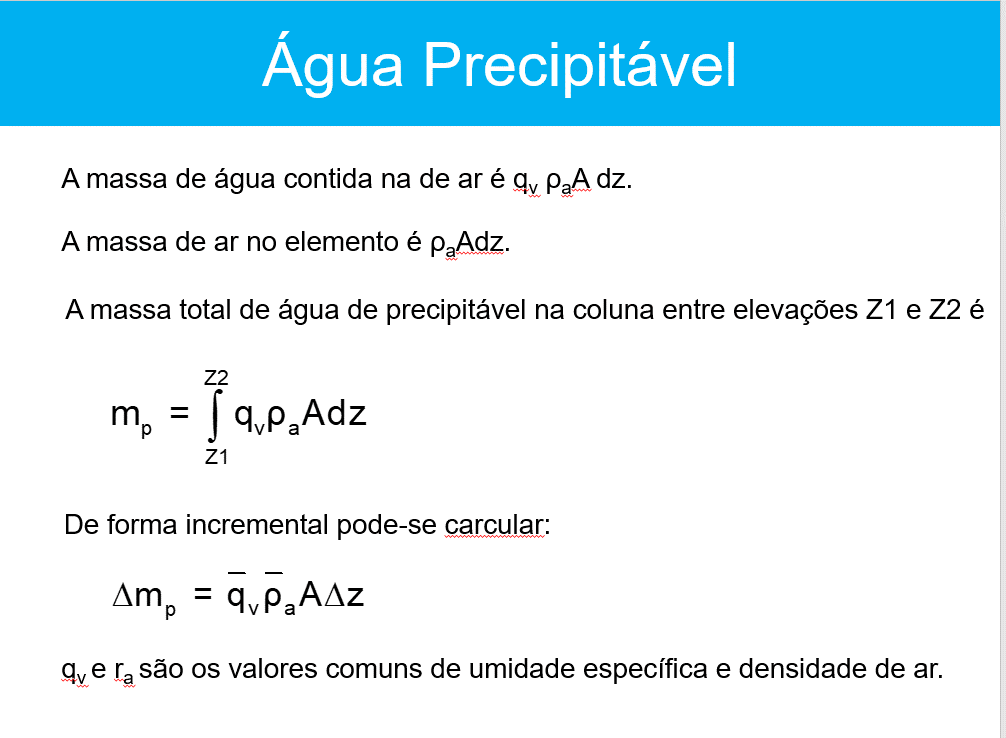 Água Precipitável
A massa de água contida na de ar é qᵥ ρₐA dz.
A massa de ar no elemento é ρₐAdz.
A massa total de água de precipitável na coluna entre elevações Z1 e Z2 é
Z2
mₚ = ∫ qᵥρₐAdz
Z1
De forma incremental pode-se carcular:
Δmₚ = q̅ᵥρ̅ₐAΔz
qᵥ e rₐ são os valores comuns de umidade específica e densidade de ar.